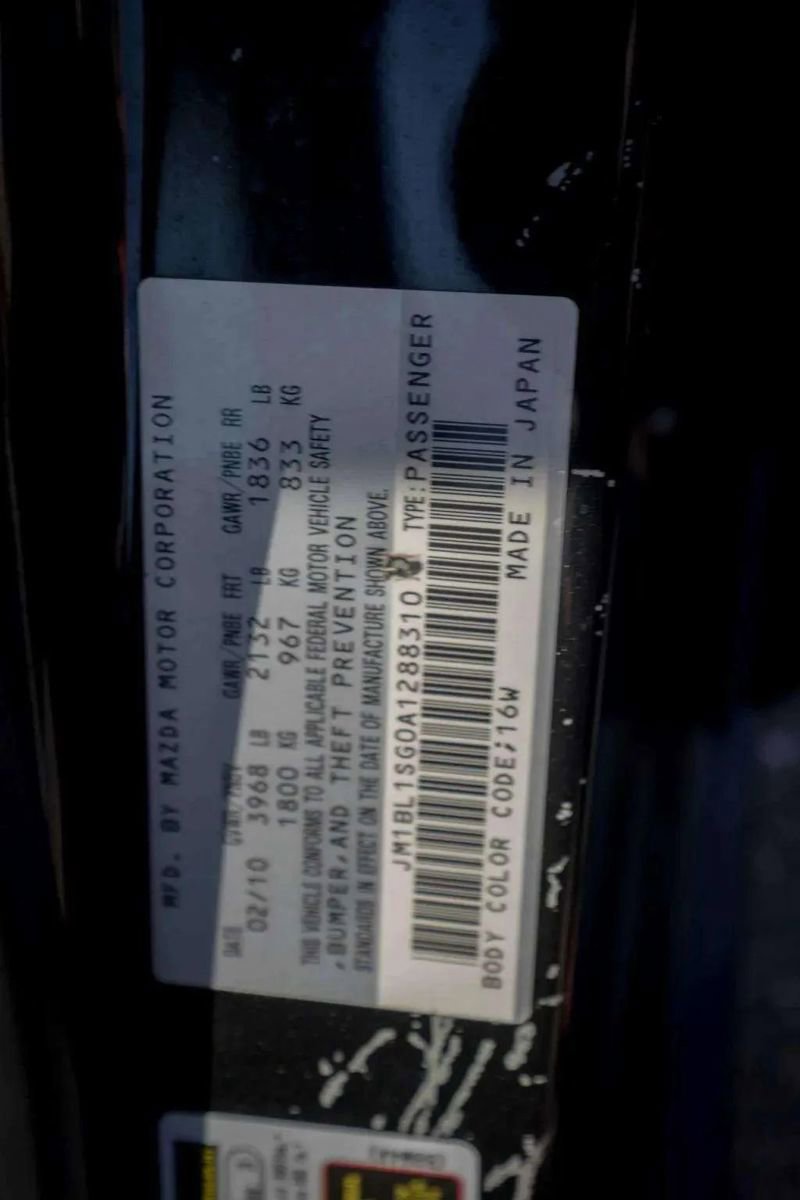 MFD. BY MAZDA MOTOR CORPORATION
DATE GVWR/PNBV GAWR/PNBE FRT GAWR/PNBE RR
02/10 3968 LB 2132 LB 1836 LB
1800 KG 967 KG 833 KG
THIS VEHICLE CONFORMS TO ALL APPLICABLE FEDERAL MOTOR VEHICLE SAFETY
,BUMPER,AND THEFT PREVENTION
STANDARDS IN EFFECT ON THE DATE OF MANUFACTURE SHOWN ABOVE.
JM1BL1SG0A1288310 TYPE:PASSENGER
BODY COLOR CODE;16W MADE IN JAPAN